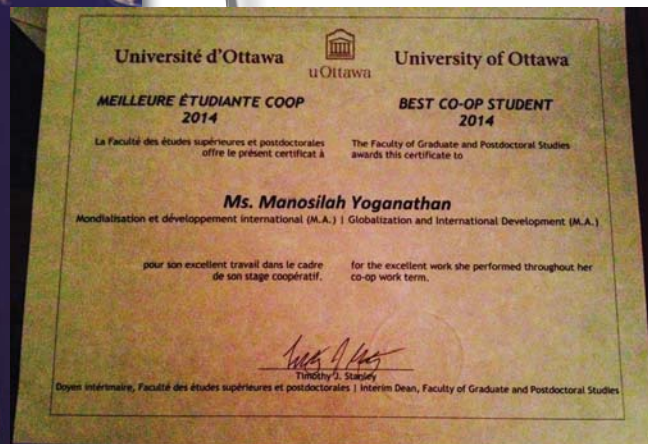 Université d'Ottawa
uOttawa
University of Ottawa
MEILLEURE ÉTUDIANTE COOP
2014
BEST CO-OP STUDENT
2014
La Faculté des études supérieures et postdoctorales
offre le présent certificat à
The Faculty of Graduate and Postdoctoral Studies
awards this certificate to
Ms. Manosilah Yoganathan
Mondialisation et développement international (M.A.) | Globalization and International Development (M.A.)
pour son excellent travail dans le cadre
de son stage coopératif.
for the excellent work she performed throughout her
co-op work term.
Timothy J. Stanley
Doyen intérimaire, Faculté des études supérieures et postdoctorales | Interim Dean, Faculty of Graduate and Postdoctoral Studies